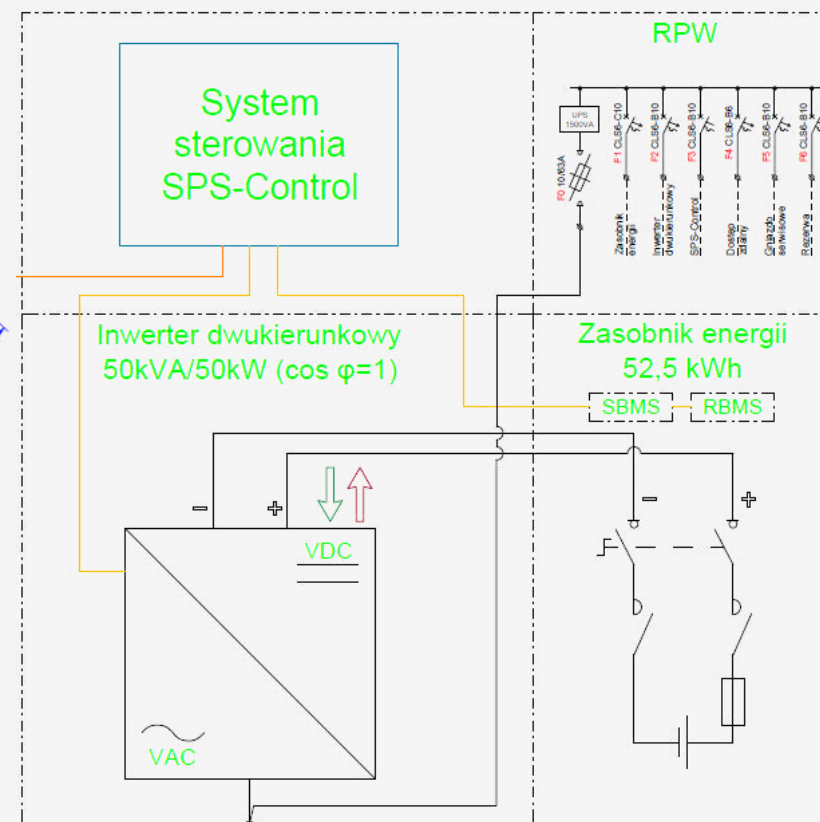 System
sterowania
SPS-Control
RPW
UPS
1500VA
F0 10/63A
F1 CLS6-C10
F2 CLS6-B10
F3 CLS6-B10
F4 CLS6-B6
F5 CLS6-B10
F6 CLS6-B10
Zasobnik
energii
Inwerter
dwukierunkowy
SPS-Control
Dostęp
zdalny
Gniazdo
serwisowe
Rezerwa
Inwerter dwukierunkowy
50kVA/50kW (cos φ=1)
Zasobnik energii
52,5 kWh
SBMS
RBMS
− +
− +
VDC
VAC